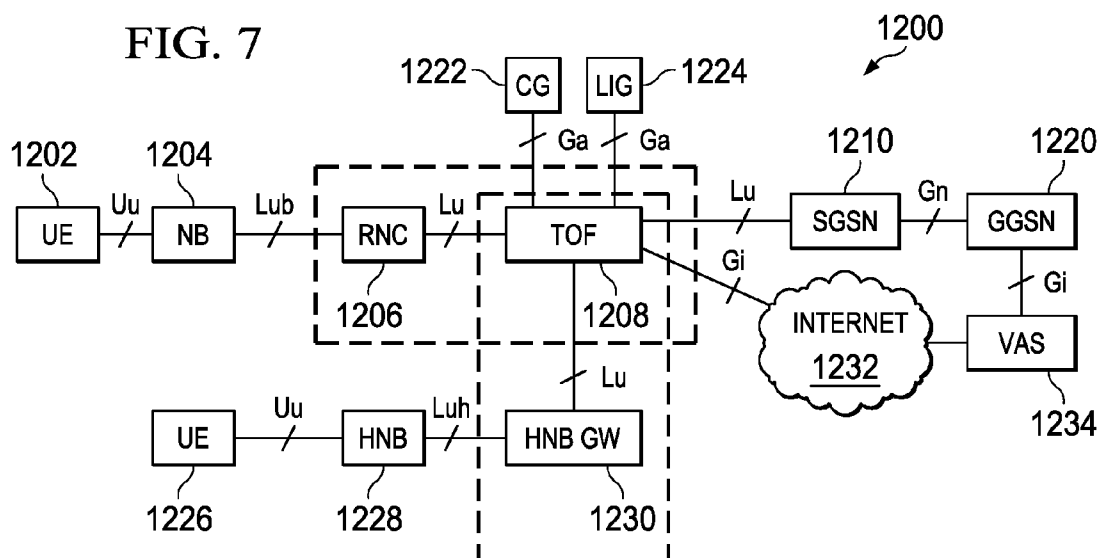 FIG. 7
1200
1222
CG
LIG
1224
Ga
Ga
1202
1204
1210
1220
UE
Uu
NB
Lub
RNC
Lu
TOF
Lu
SGSN
Gn
GGSN
1206
1208
Gi
Gi
INTERNET
1232
VAS
1234
Lu
UE
Uu
HNB
Luh
HNB GW
1226
1228
1230